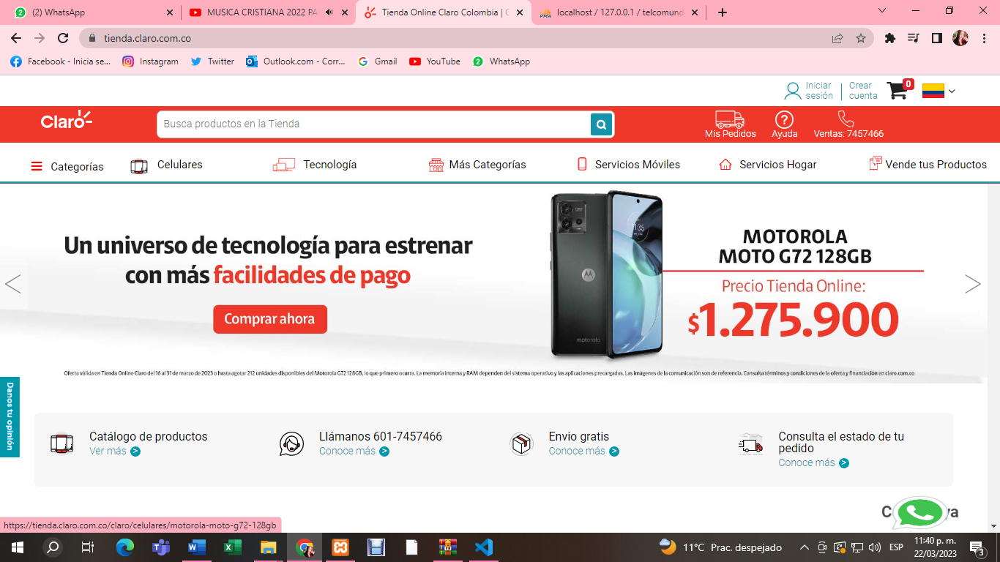 (2) WhatsApp
MUSICA CRISTIANA 2022 PA
Tienda Online Claro Colombia | C
localhost / 127.0.0.1 / telcomund
tienda.claro.com.co
Facebook - Inicia se...
Instagram
Twitter
Outlook.com - Corr...
Gmail
YouTube
WhatsApp
Iniciar
sesión
Crear
cuenta
0
Claro
Busca productos en la Tienda
Mis Pedidos
Ayuda
Ventas: 7457466
Categorías
Celulares
Tecnología
Más Categorías
Servicios Móviles
Servicios Hogar
Vende tus Productos
Un universo de tecnología para estrenar
con más facilidades de pago
Comprar ahora
11:35
motorola
MOTOROLA
MOTO G72 128GB
Precio Tienda Online:
$1.275.900
Oferta válida en Tienda Online Claro del 16 al 31 de marzo de 2023 o hasta agotar 212 unidades disponibles del Motorola G72 128GB, lo que primero ocurra. La memoria interna y RAM dependen del sistema operativo y las aplicaciones precargadas. Las imágenes de la comunicación son de referencia. Consulta términos y condiciones de la oferta y financiación en claro.com.co
Danos tu opinión
Catálogo de productos
Ver más >
Llámanos 601-7457466
Conoce más >
Envio gratis
Conoce más >
Consulta el estado de tu
pedido
Conoce más >
https://tienda.claro.com.co/claro/celulares/motorola-moto-g72-128gb
11°C Prac. despejado
ESP
11:40 p. m.
22/03/2023
3